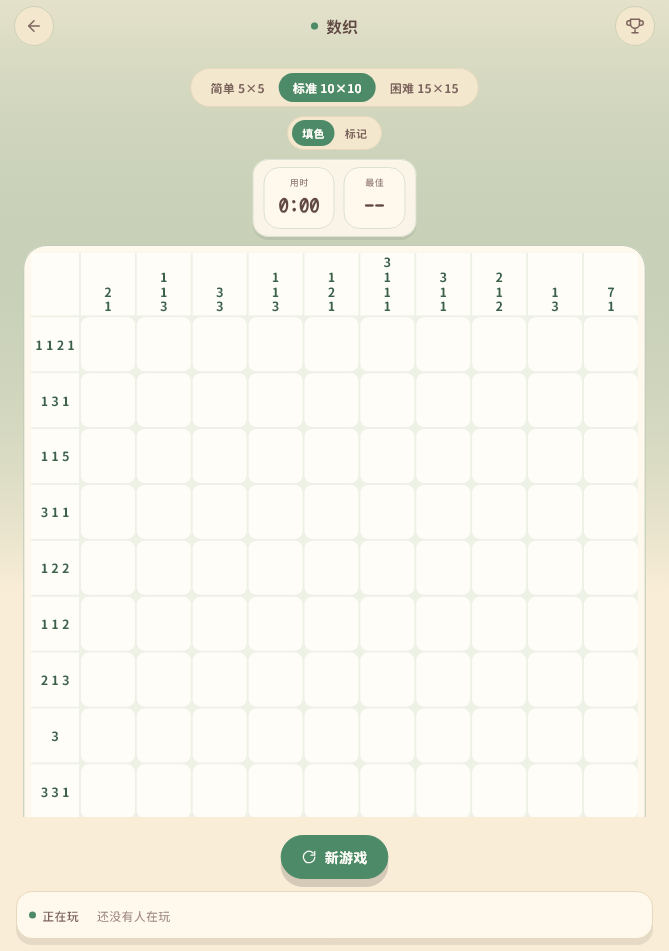 数织
简单 5×5 标准 10×10 困难 15×15
填色 标记
用时 最佳
0:00 --
3
1 1 1 1 3 2
2 1 3 1 2 1 1 1 1 7
1 3 3 3 1 1 1 2 3 1
1 1 2 1
1 3 1
1 1 5
3 1 1
1 2 2
1 1 2
2 1 3
3
3 3 1
新游戏
正在玩 还没有人在玩